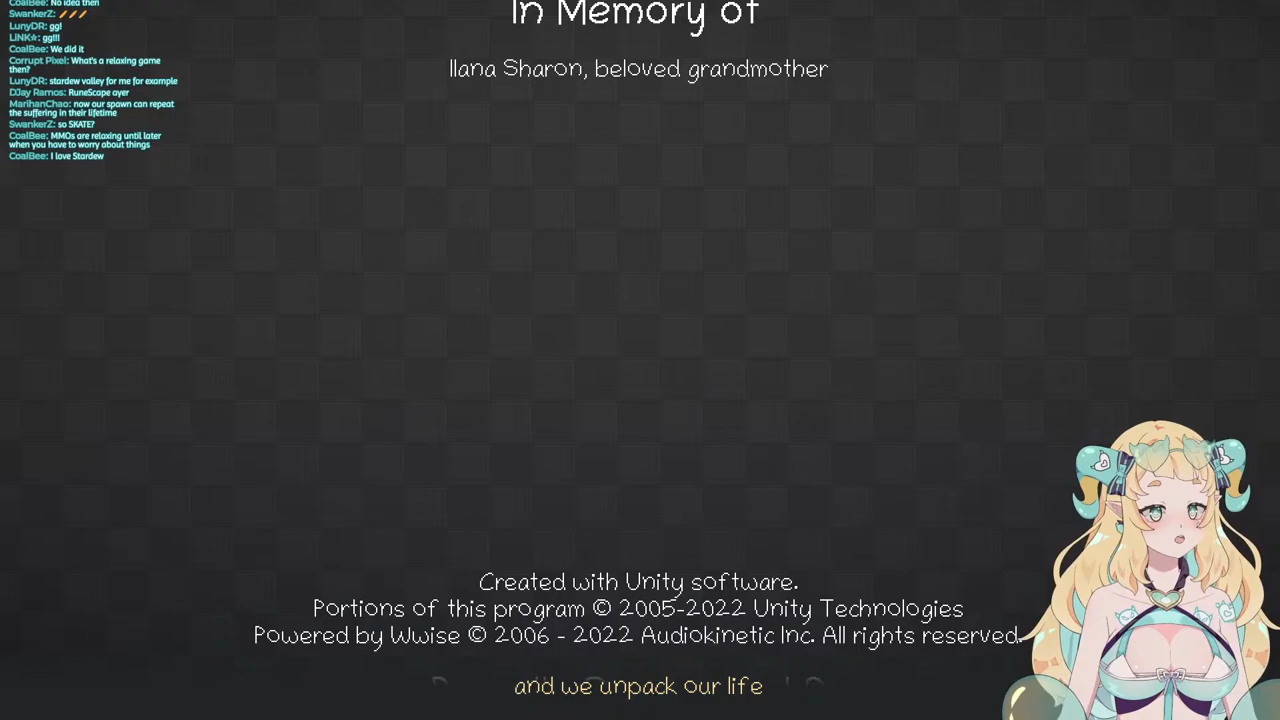 CoalBee: No idea then
SwankerZ:
LunyDR: gg!
LiNK☆: gg!!!
CoalBee: We did it
Corrupt Pixel: What's a relaxing game
then?
LunyDR: stardew valley for me for example
DJay Ramos: RuneScape ayer
MarihanChao: now our spawn can repeat
the suffering in their lifetime
SwankerZ: so SKATE?
CoalBee: MMOs are relaxing until later
when you have to worry about things
CoalBee: I love Stardew
In Memory of
Ilana Sharon, beloved grandmother
Created with Unity software.
Portions of this program © 2005-2022 Unity Technologies
Powered by Wwise © 2006 - 2022 Audiokinetic Inc. All rights reserved.
and we unpack our life